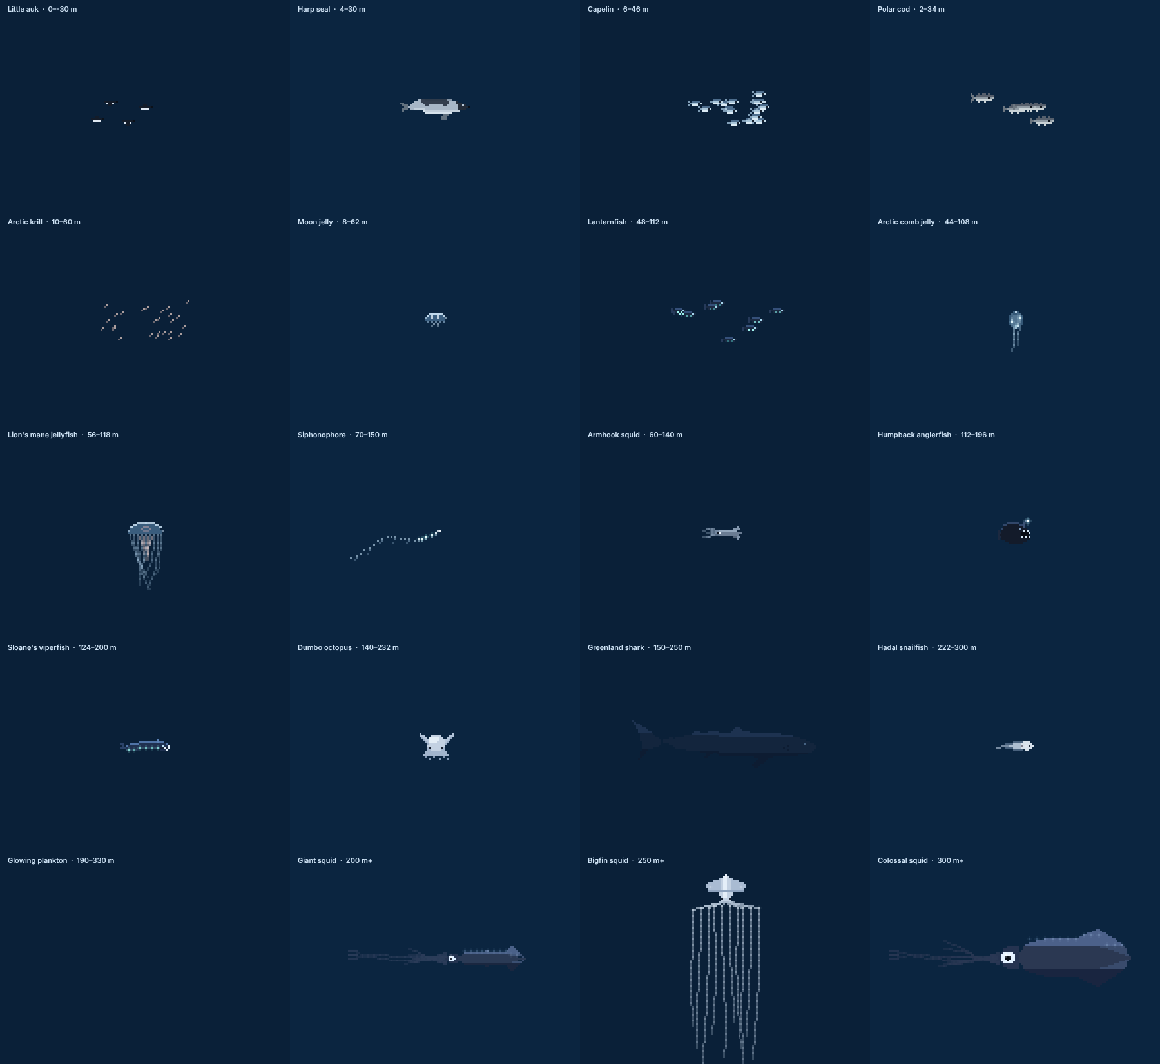 Little auk · 0–-30 m
Harp seal · 4–30 m
Capelin · 6–46 m
Polar cod · 2–34 m
Arctic krill · 10–60 m
Moon jelly · 8–62 m
Lanternfish · 48–112 m
Arctic comb jelly · 44–108 m
Lion's mane jellyfish · 56–118 m
Siphonophore · 70–150 m
Armhook squid · 80–140 m
Humpback anglerfish · 112–196 m
Sloane's viperfish · 124–200 m
Dumbo octopus · 140–232 m
Greenland shark · 150–250 m
Hadal snailfish · 222–300 m
Glowing plankton · 190–330 m
Giant squid · 200 m+
Bigfin squid · 250 m+
Colossal squid · 300 m+